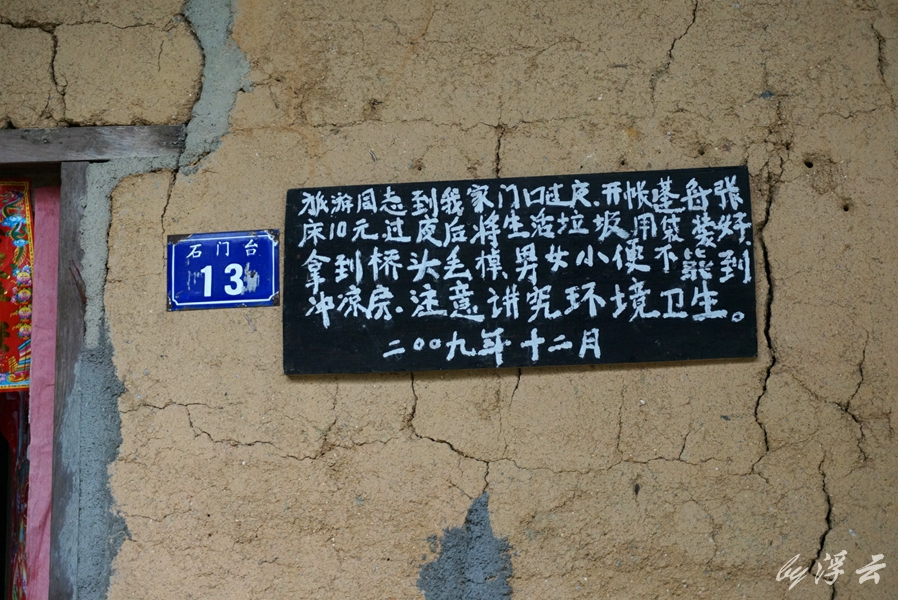 石门台
13
旅游同志到我家门口过夜.开帐蓬每张
床10元.过夜后将生活垃圾用袋装好.
拿到桥头丢掉.男女小便不能到
冲凉房.注意讲究环境卫生。
二00九年十二月
by浮云